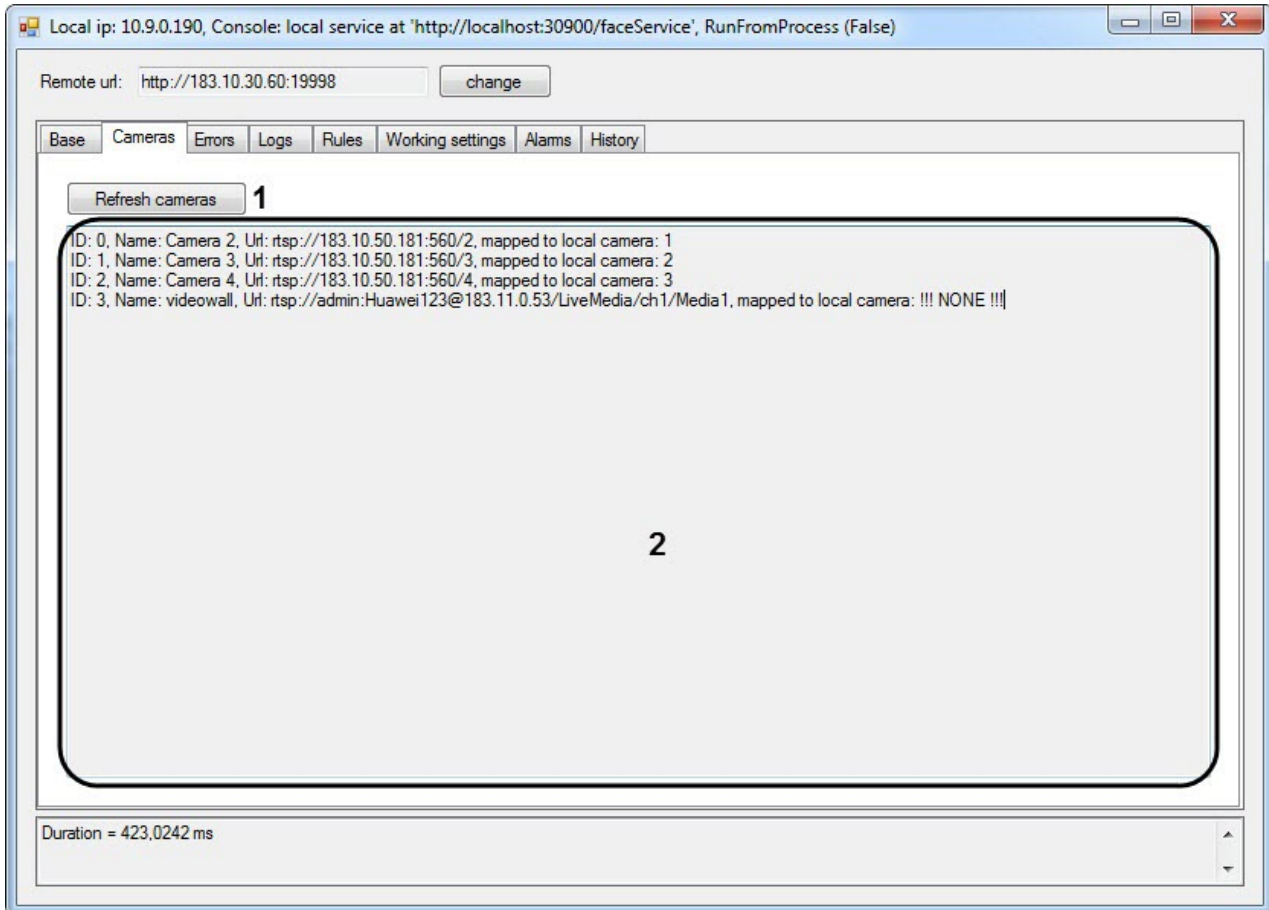 Local ip: 10.9.0.190, Console: local service at 'http://localhost:30900/faceService', RunFromProcess (False)
Remote url: http://183.10.30.60:19998 change
Base Cameras Errors Logs Rules Working settings Alarms History
Refresh cameras 1
ID: 0, Name: Camera 2, Url: rtsp://183.10.50.181:560/2, mapped to local camera: 1
ID: 1, Name: Camera 3, Url: rtsp://183.10.50.181:560/3, mapped to local camera: 2
ID: 2, Name: Camera 4, Url: rtsp://183.10.50.181:560/4, mapped to local camera: 3
ID: 3, Name: videowall, Url: rtsp://admin:Huawei123@183.11.0.53/LiveMedia/ch1/Media1, mapped to local camera: !!! NONE !!!
2
Duration = 423,0242 ms